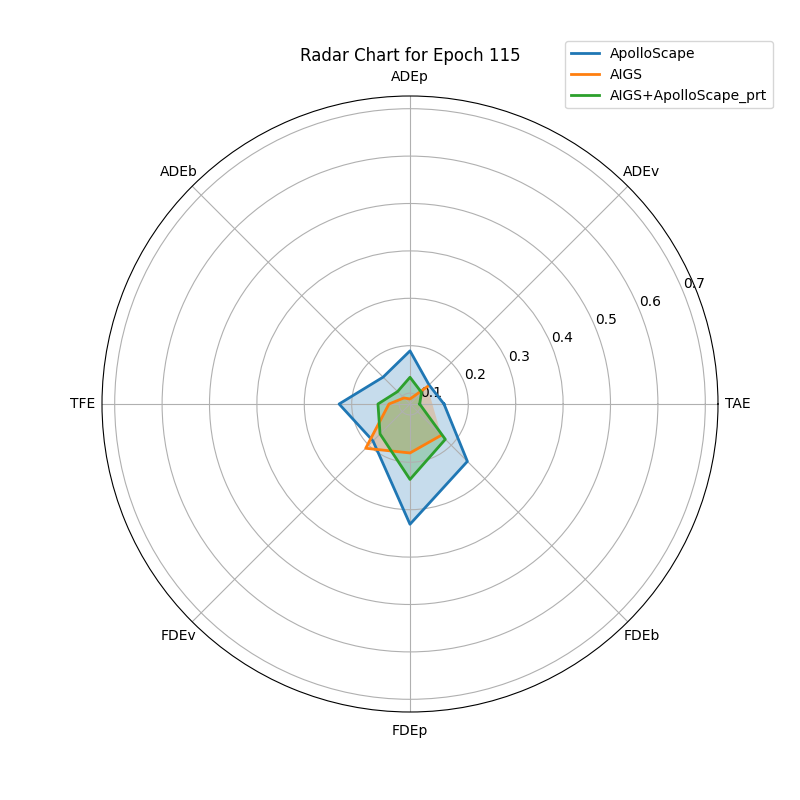 Radar Chart for Epoch 115
ApolloScape
AIGS
AIGS+ApolloScape_prt
ADEp
ADEb
ADEv
0.7
0.6
0.5
0.4
0.3
0.2
0.1
TFE
TAE
FDEv
FDEb
FDEp